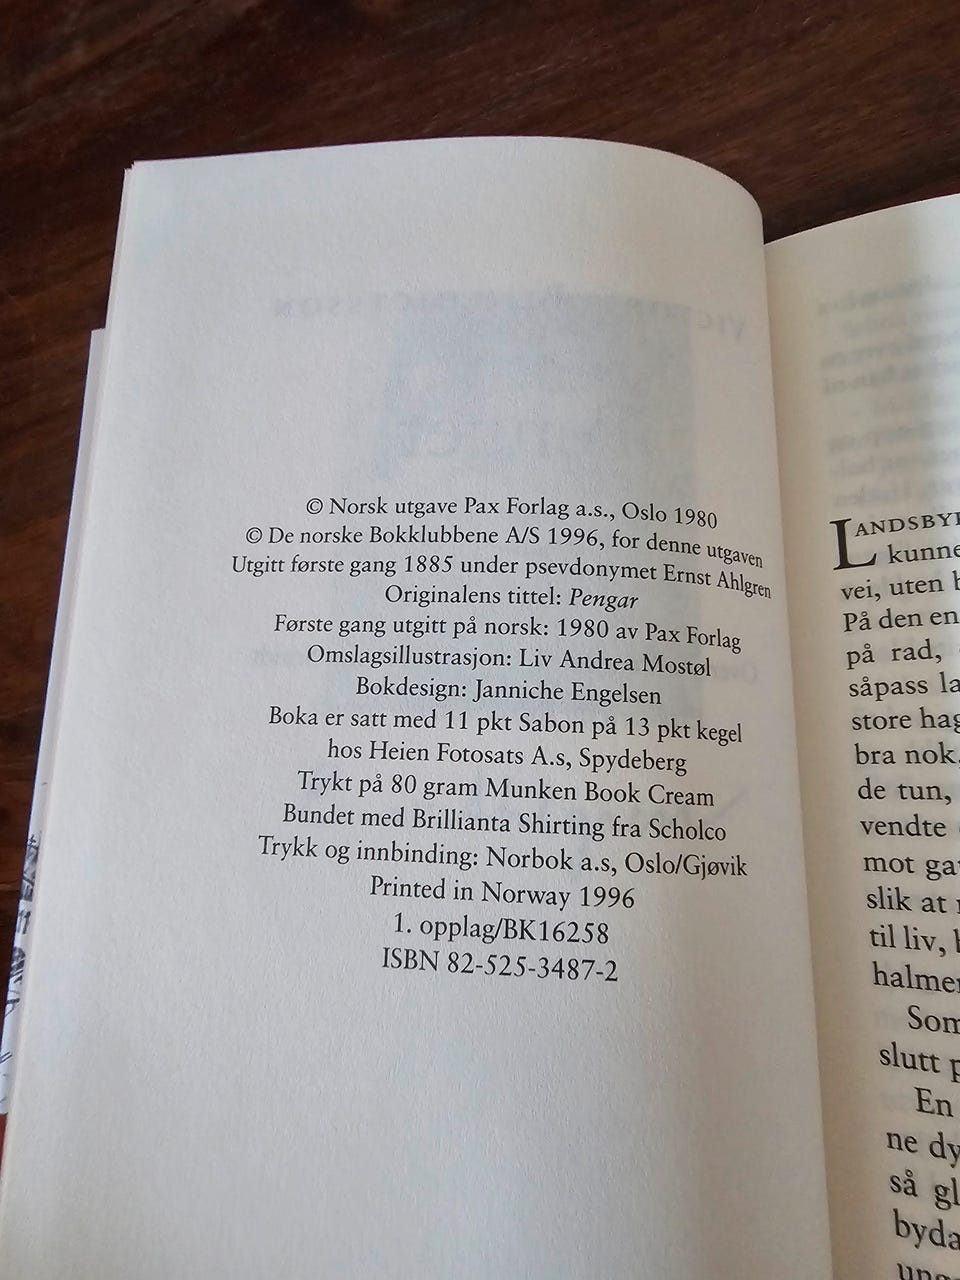 © Norsk utgave Pax Forlag a.s., Oslo 1980
© De norske Bokklubbene A/S 1996, for denne utgaven
Utgitt første gang 1885 under psevdonymet Ernst Ahlgren
Originalens tittel: Pengar
Første gang utgitt på norsk: 1980 av Pax Forlag
Omslagsillustrasjon: Liv Andrea Mostøl
Bokdesign: Janniche Engelsen
Boka er satt med 11 pkt Sabon på 13 pkt kegel
hos Heien Fotosats A.s, Spydeberg
Trykt på 80 gram Munken Book Cream
Bundet med Brillianta Shirting fra Scholco
Trykk og innbinding: Norbok a.s, Oslo/Gjøvik
Printed in Norway 1996
1. opplag/BK16258
ISBN 82-525-3487-2
kunne
vei, uten
På den en
på rad,
såpass la
store hag
bra nok,
de tun,
vendte
mot ga
slik at
til liv,
halme
Som
slutt p
En
ne dy
så gl
byda